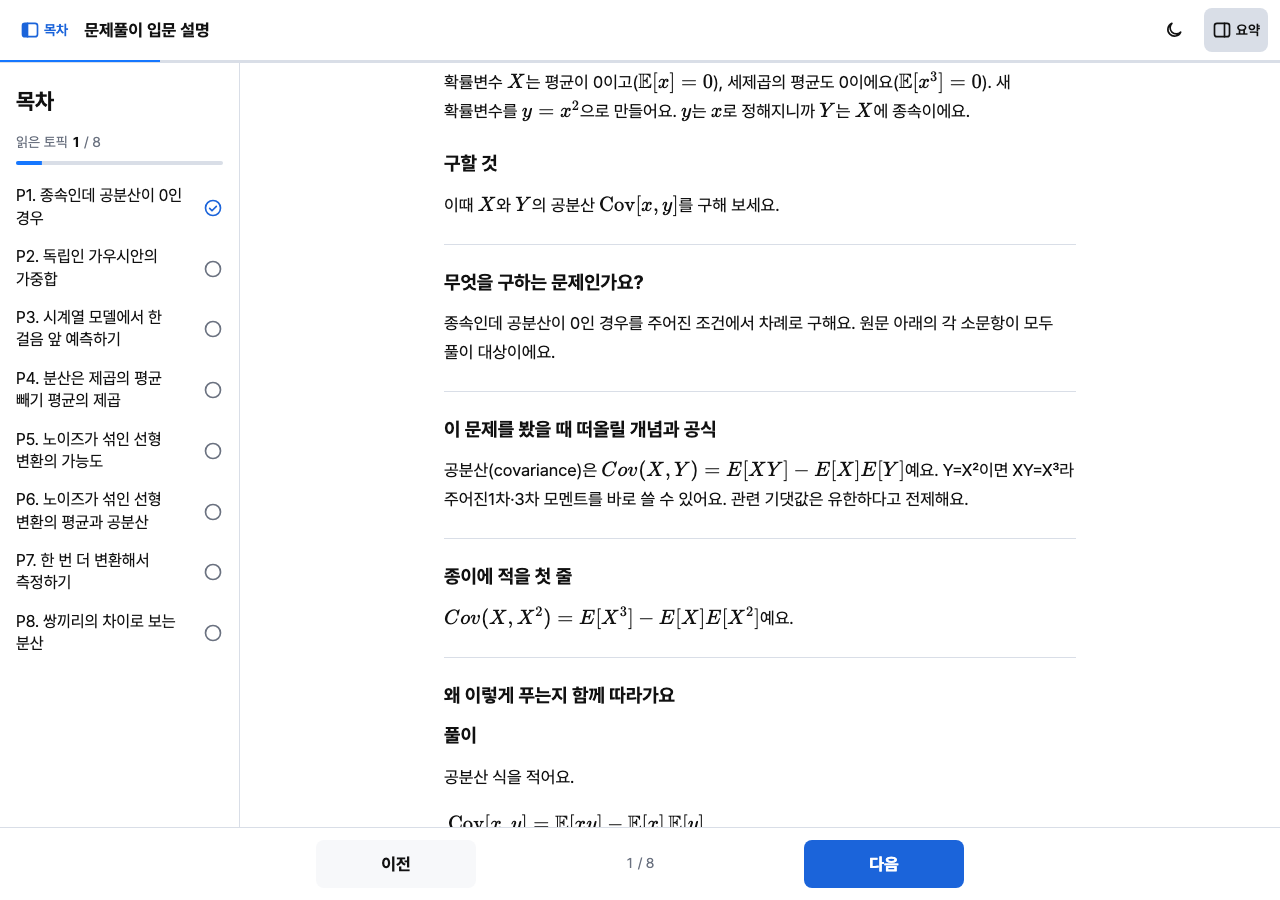 목차 문제풀이 입문 설명 요약
목차
읽은 토픽 1 / 8
P1. 종속인데 공분산이 0인
경우
P2. 독립인 가우시안의
가중합
P3. 시계열 모델에서 한
걸음 앞 예측하기
P4. 분산은 제곱의 평균
빼기 평균의 제곱
P5. 노이즈가 섞인 선형
변환의 가능도
P6. 노이즈가 섞인 선형
변환의 평균과 공분산
P7. 한 번 더 변환해서
측정하기
P8. 쌍끼리의 차이로 보는
분산
확률변수 X는 평균이 0이고(𝔼[x] = 0), 세제곱의 평균도 0이에요(𝔼[x³] = 0). 새
확률변수를 y = x²으로 만들어요. y는 x로 정해지니까 Y는 X에 종속이에요.
구할 것
이때 X와 Y의 공분산 Cov[x, y]를 구해 보세요.
무엇을 구하는 문제인가요?
종속인데 공분산이 0인 경우를 주어진 조건에서 차례로 구해요. 원문 아래의 각 소문항이 모두
풀이 대상이에요.
이 문제를 봤을 때 떠올릴 개념과 공식
공분산(covariance)은 Cov(X, Y) = E[XY] − E[X]E[Y]예요. Y=X²이면 XY=X³라
주어진1차·3차 모멘트를 바로 쓸 수 있어요. 관련 기댓값은 유한하다고 전제해요.
종이에 적을 첫 줄
Cov(X, X²) = E[X³] − E[X]E[X²]예요.
왜 이렇게 푸는지 함께 따라가요
풀이
공분산 식을 적어요.
Cov[x, y] = 𝔼[xy] − 𝔼[x] 𝔼[y]
이전 1 / 8 다음